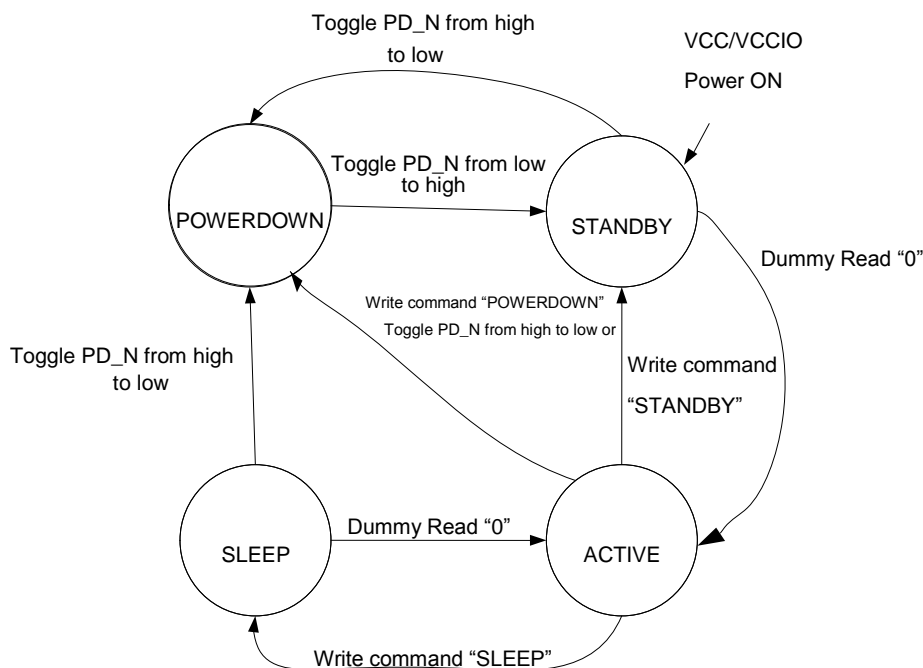 Toggle PD_N from high
to low
VCC/VCCIO
Power ON
Toggle PD_N from low
to high
POWERDOWN
STANDBY
Dummy Read “0”
Write command “POWERDOWN”
Toggle PD_N from high to low or
Toggle PD_N from high
to low
Write command
“STANDBY”
Dummy Read “0”
SLEEP
ACTIVE
Write command “SLEEP”